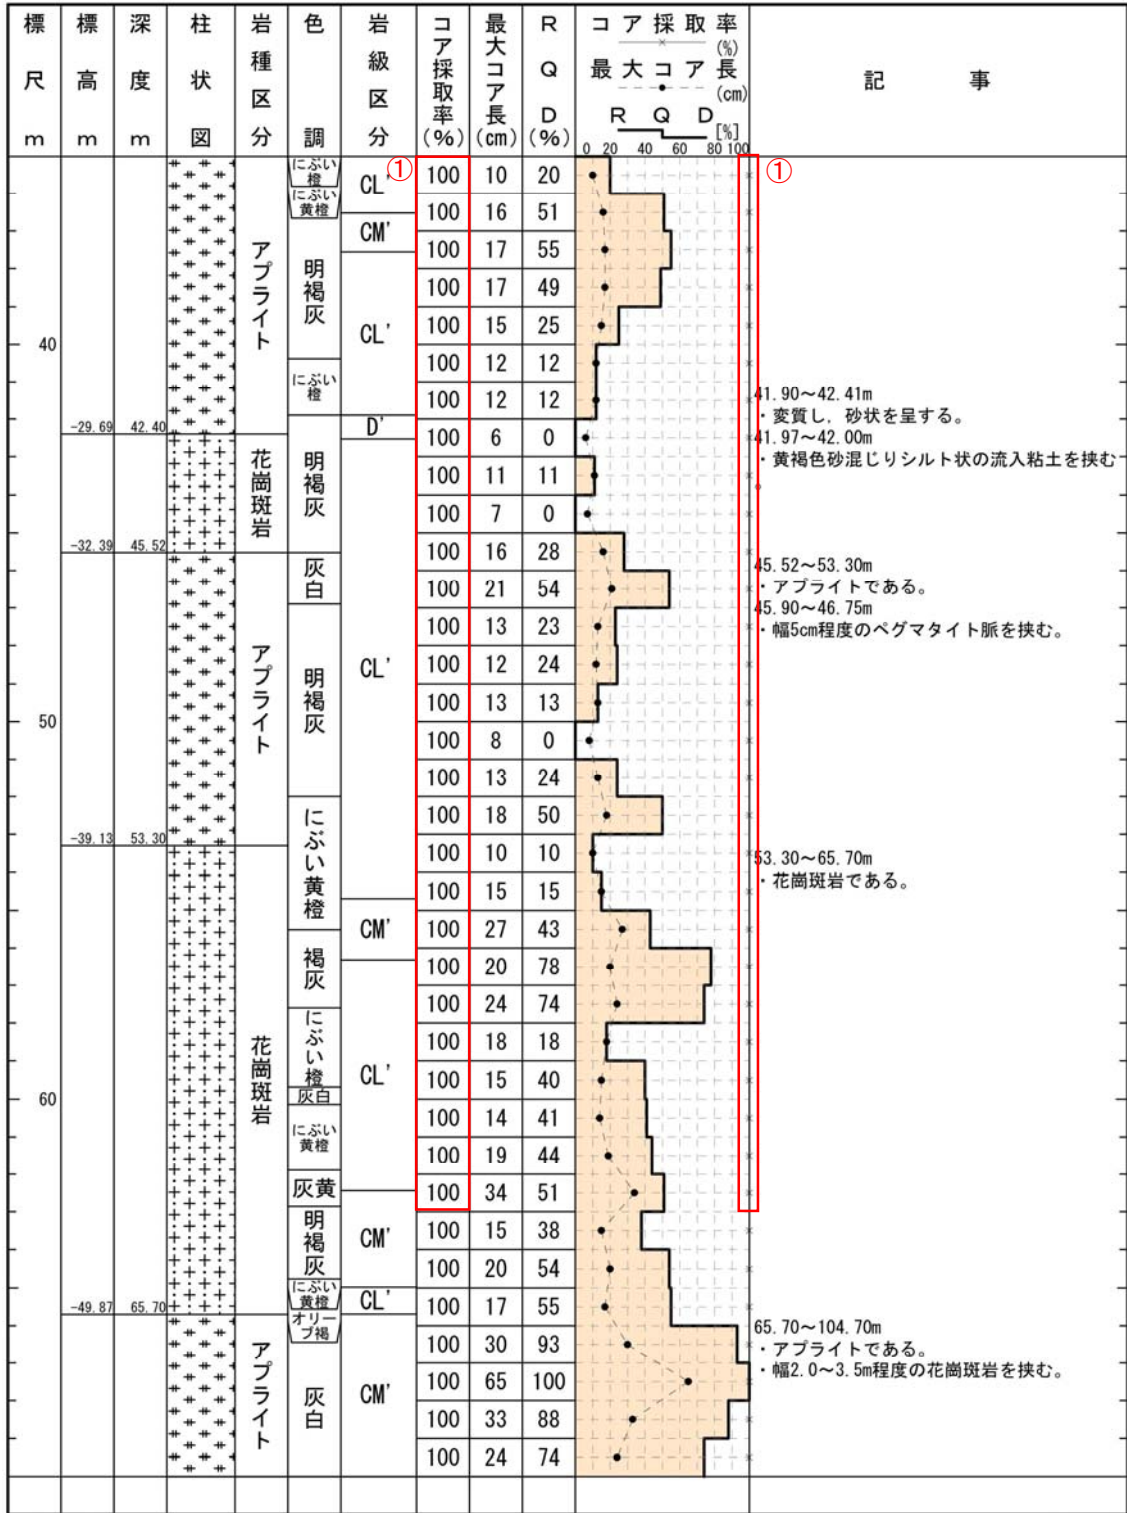 標尺m
標高m
深度m
柱状図
岩種区分
色調
岩級区分
コア採取率(%)
最大コア長(cm)
RQD(%)
コア採取率
(%)
最大コア長
(cm)
RQD
[%]
0 20 40 60 80 100
記事
① ①
にぶい橙
CL'
100 10 20
にぶい黄橙
100 16 51
CM'
100 17 55
アプライト
明褐灰
100 17 49
CL'
100 15 25
40
100 12 12
にぶい橙
100 12 12
41.90~42.41m
・変質し，砂状を呈する。
D'
-29.69 42.40
100 6 0
41.97~42.00m
・黄褐色砂混じりシルト状の流入粘土を挟む
。
花崗斑岩
明褐灰
100 11 11
100 7 0
-32.39 45.52
100 16 28
45.52~53.30m
・アプライトである。
灰白
100 21 54
45.90~46.75m
・幅5cm程度のペグマタイト脈を挟む。
100 13 23
アプライト
明褐灰
CL'
100 12 24
100 13 13
50
100 8 0
100 13 24
にぶい黄橙
100 18 50
-39.13 53.30
100 10 10
53.30~65.70m
・花崗斑岩である。
100 15 15
CM'
100 27 43
褐灰
100 20 78
100 24 74
にぶい橙
100 18 18
花崗斑岩
CL'
100 15 40
灰白
60
100 14 41
にぶい黄橙
100 19 44
灰黄
100 34 51
明褐灰
CM'
100 15 38
100 20 54
にぶい黄橙
CL'
-49.87 65.70
100 17 55
オリーブ褐
65.70~104.70m
・アプライトである。
・幅2.0~3.5m程度の花崗斑岩を挟む。
100 30 93
アプライト
灰白
CM'
100 65 100
100 33 88
100 24 74